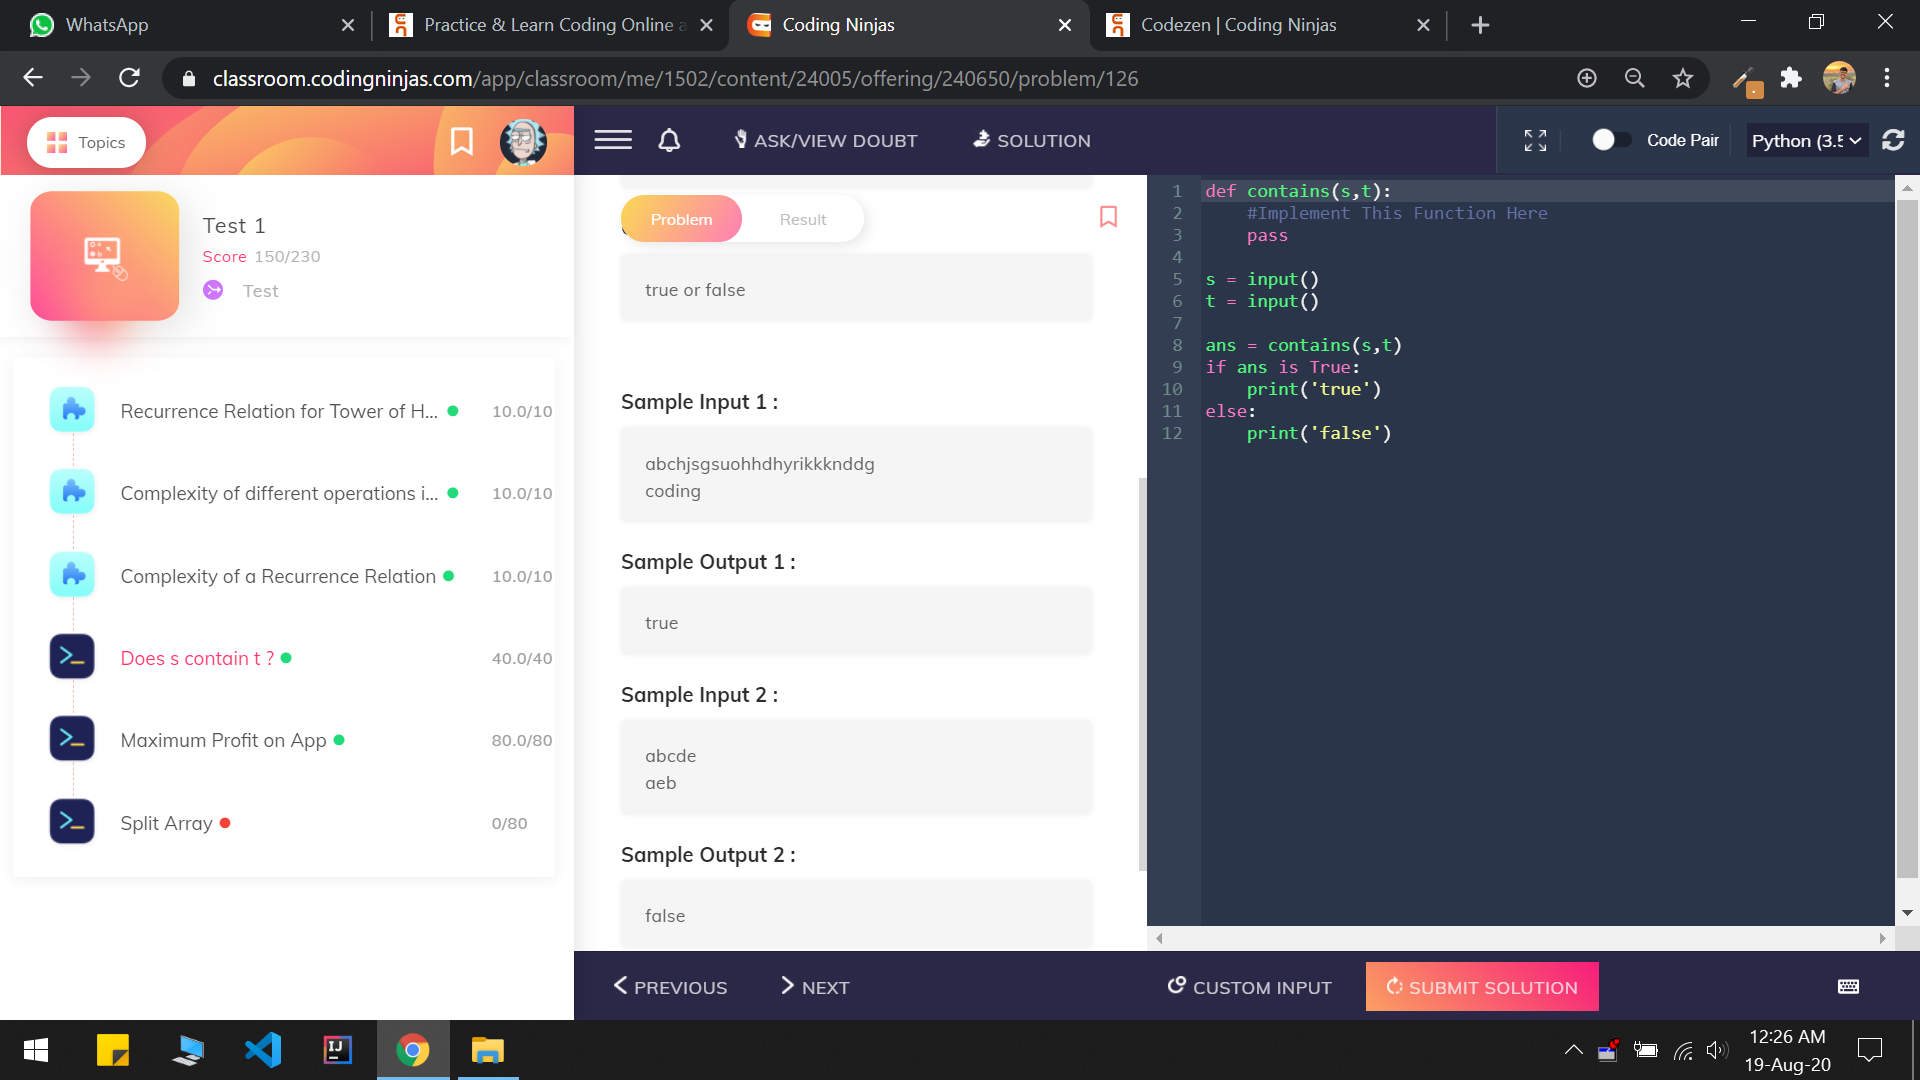 WhatsApp
Practice & Learn Coding Online a
Coding Ninjas
Codezen | Coding Ninjas
classroom.codingninjas.com/app/classroom/me/1502/content/24005/offering/240650/problem/126
Topics
ASK/VIEW DOUBT
SOLUTION
Code Pair
Python (3.5
Test 1
Score 150/230
Test
Recurrence Relation for Tower of H... 10.0/10
Complexity of different operations i... 10.0/10
Complexity of a Recurrence Relation 10.0/10
Does s contain t ? 40.0/40
Maximum Profit on App 80.0/80
Split Array 0/80
Problem
Result
true or false
Sample Input 1 :
abchjsgsuohhdhyrikkknddg
coding
Sample Output 1 :
true
Sample Input 2 :
abcde
aeb
Sample Output 2 :
false
1 def contains(s,t):
2 #Implement This Function Here
3 pass
4
5 s = input()
6 t = input()
7
8 ans = contains(s,t)
9 if ans is True:
10 print('true')
11 else:
12 print('false')
PREVIOUS
NEXT
CUSTOM INPUT
SUBMIT SOLUTION
IJ
12:26 AM
19-Aug-20